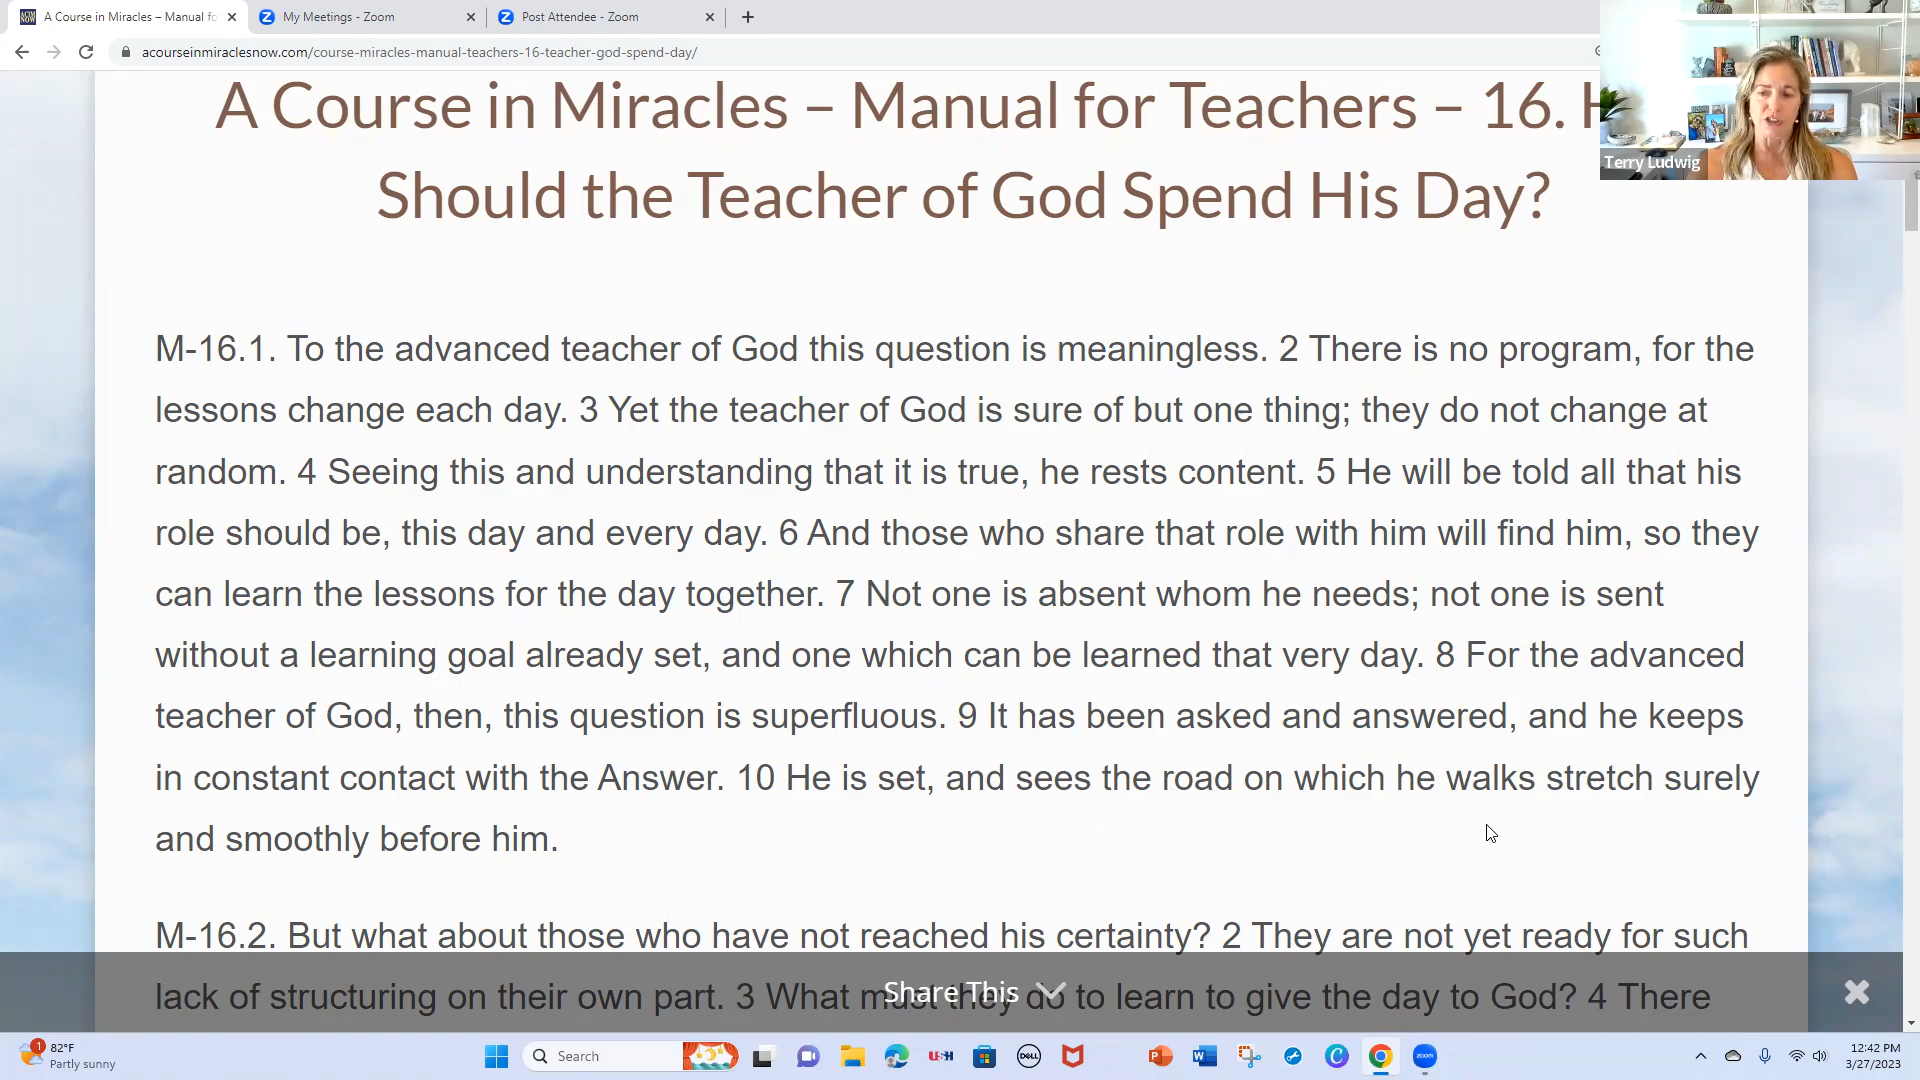 A Course in Miracles – Manual fo
My Meetings - Zoom
Post Attendee - Zoom
acourseinmiraclesnow.com/course-miracles-manual-teachers-16-teacher-god-spend-day/
A Course in Miracles – Manual for Teachers – 16.
Should the Teacher of God Spend His Day?
Terry Ludwig
M-16.1. To the advanced teacher of God this question is meaningless. 2 There is no program, for the
lessons change each day. 3 Yet the teacher of God is sure of but one thing; they do not change at
random. 4 Seeing this and understanding that it is true, he rests content. 5 He will be told all that his
role should be, this day and every day. 6 And those who share that role with him will find him, so they
can learn the lessons for the day together. 7 Not one is absent whom he needs; not one is sent
without a learning goal already set, and one which can be learned that very day. 8 For the advanced
teacher of God, then, this question is superfluous. 9 It has been asked and answered, and he keeps
in constant contact with the Answer. 10 He is set, and sees the road on which he walks stretch surely
and smoothly before him.
M-16.2. But what about those who have not reached his certainty? 2 They are not yet ready for such
lack of structuring on their own part. 3 What must they do to learn to give the day to God? 4 There
Share This
1
82°F
Partly sunny
Search
USH
DELL
zoom
12:42 PM
3/27/2023